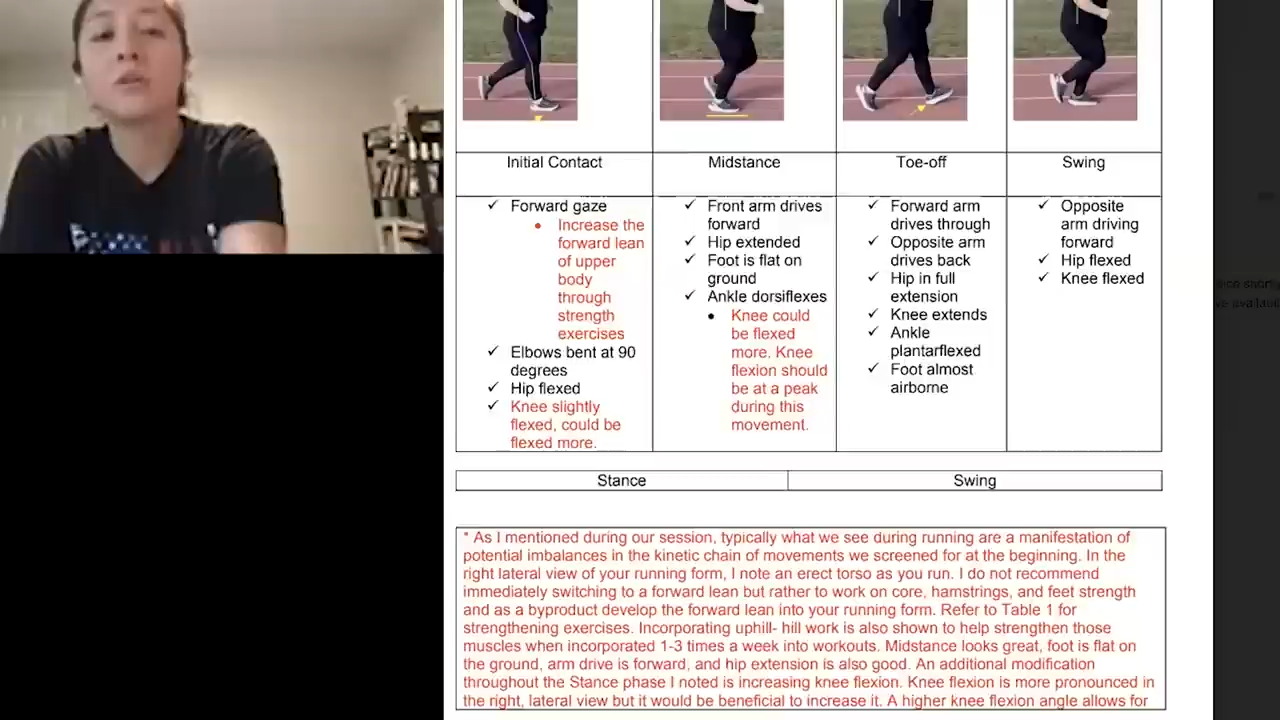 Initial Contact
Midstance
Toe-off
Swing
✓ Forward gaze
• Increase the
forward lean
of upper
body
through
strength
exercises
✓ Elbows bent at 90
degrees
✓ Hip flexed
✓ Knee slightly
flexed, could be
flexed more.
✓ Front arm drives
forward
✓ Hip extended
✓ Foot is flat on
ground
✓ Ankle dorsiflexes
• Knee could
be flexed
more. Knee
flexion should
be at a peak
during this
movement.
✓ Forward arm
drives through
✓ Opposite arm
drives back
✓ Hip in full
extension
✓ Knee extends
✓ Ankle
plantarflexed
✓ Foot almost
airborne
✓ Opposite
arm driving
forward
✓ Hip flexed
✓ Knee flexed
Stance
Swing
* As I mentioned during our session, typically what we see during running are a manifestation of
potential imbalances in the kinetic chain of movements we screened for at the beginning. In the
right lateral view of your running form, I note an erect torso as you run. I do not recommend
immediately switching to a forward lean but rather to work on core, hamstrings, and feet strength
and as a byproduct develop the forward lean into your running form. Refer to Table 1 for
strengthening exercises. Incorporating uphill- hill work is also shown to help strengthen those
muscles when incorporated 1-3 times a week into workouts. Midstance looks great, foot is flat on
the ground, arm drive is forward, and hip extension is also good. An additional modification
throughout the Stance phase I noted is increasing knee flexion. Knee flexion is more pronounced in
the right, lateral view but it would be beneficial to increase it. A higher knee flexion angle allows for